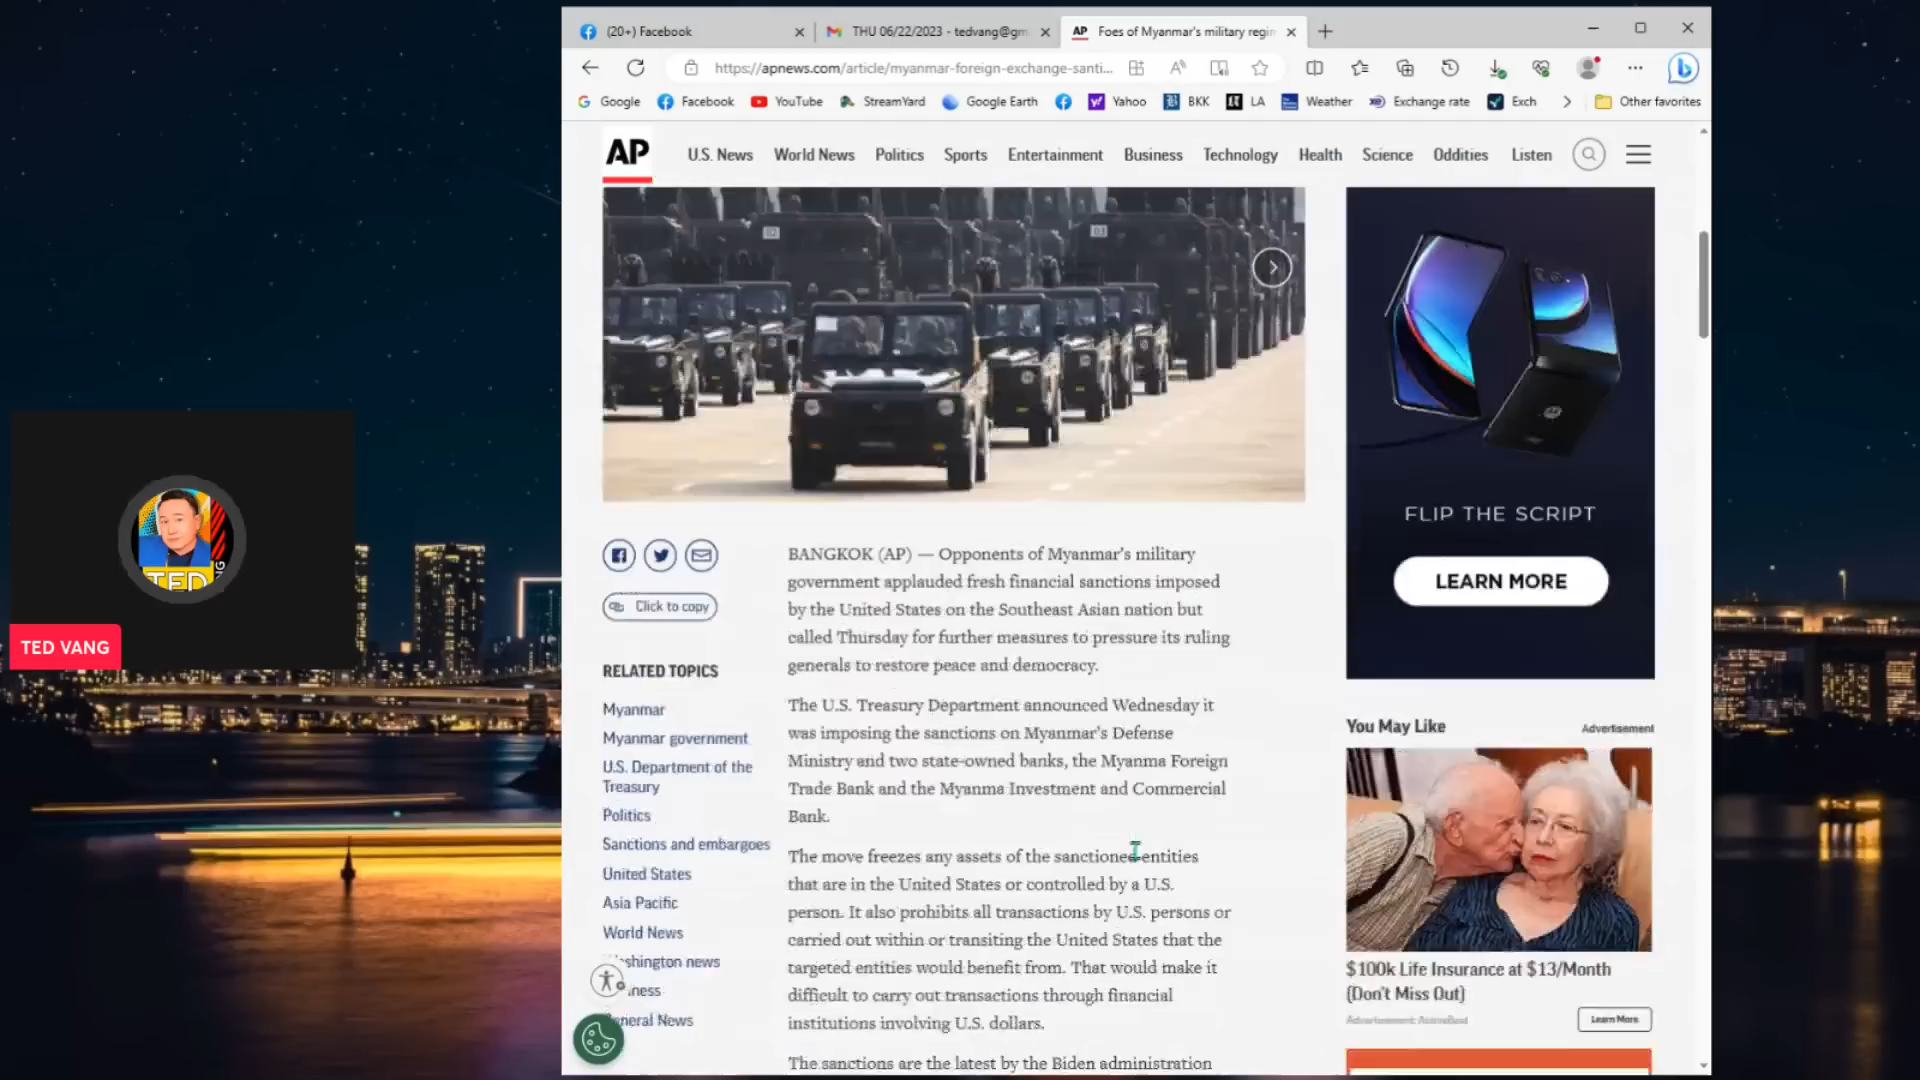 (20+) Facebook
THU 06/22/2023 - tedvang@gm
AP Foes of Myanmar's military regim
https://apnews.com/article/myanmar-foreign-exchange-santi...
Google
Facebook
YouTube
StreamYard
Google Earth
Yahoo
BKK
LA
Weather
Exchange rate
Exch
Other favorites
AP
U.S. News
World News
Politics
Sports
Entertainment
Business
Technology
Health
Science
Oddities
Listen
03
FLIP THE SCRIPT
LEARN MORE
TED
TED VANG
Click to copy
RELATED TOPICS
Myanmar
Myanmar government
U.S. Department of the
Treasury
Politics
Sanctions and embargoes
United States
Asia Pacific
World News
shington news
iness
eneral News
BANGKOK (AP) — Opponents of Myanmar's military
government applauded fresh financial sanctions imposed
by the United States on the Southeast Asian nation but
called Thursday for further measures to pressure its ruling
generals to restore peace and democracy.
The U.S. Treasury Department announced Wednesday it
was imposing the sanctions on Myanmar's Defense
Ministry and two state-owned banks, the Myanma Foreign
Trade Bank and the Myanma Investment and Commercial
Bank.
The move freezes any assets of the sanctioned entities
that are in the United States or controlled by a U.S.
person. It also prohibits all transactions by U.S. persons or
carried out within or transiting the United States that the
targeted entities would benefit from. That would make it
difficult to carry out transactions through financial
institutions involving U.S. dollars.
The sanctions are the latest by the Biden administration
You May Like
Advertisement
$100k Life Insurance at $13/Month
(Don't Miss Out)
Learn More